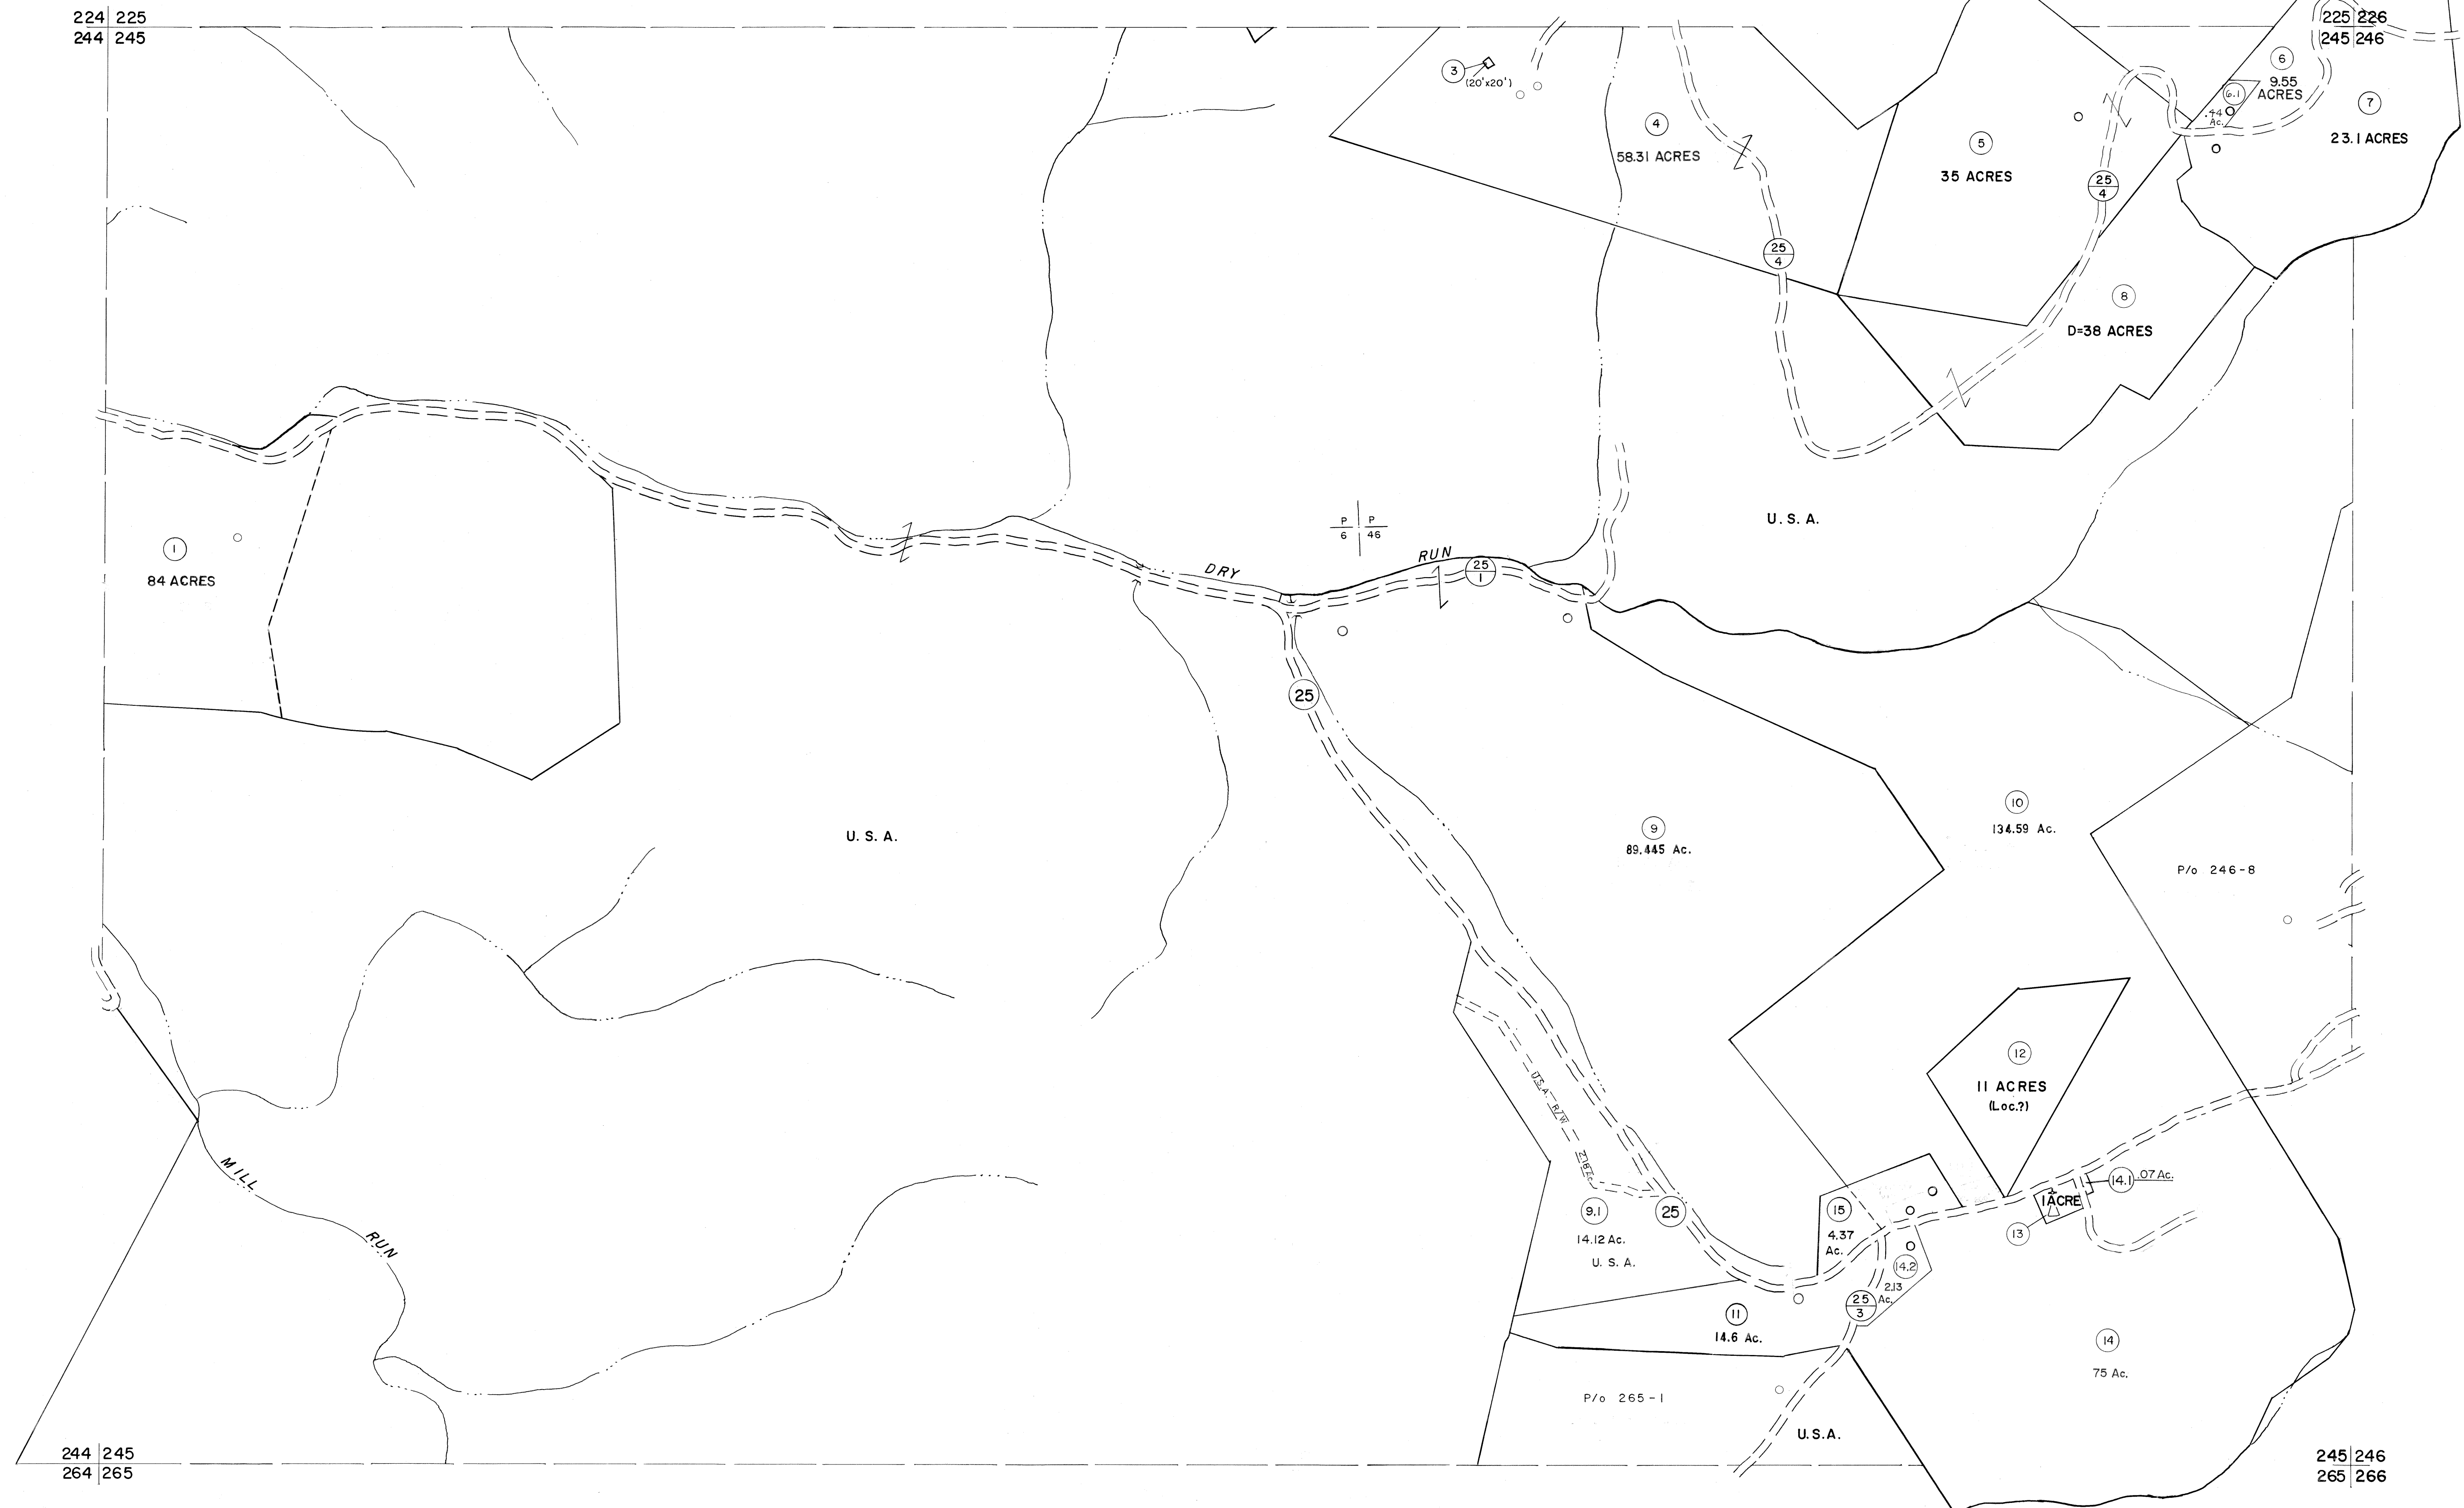 224 225
244 245
225 226
245 246
3
(20'x20')
4
58.31 ACRES
5
35 ACRES
6
9.55
ACRES
6.1
.44
Ac.
7
23.1 ACRES
25
4
25
4
8
D=38 ACRES
1
84 ACRES
P P
6 46
U. S. A.
DRY RUN
25
1
25
U. S. A.
9
89.445 Ac.
10
134.59 Ac.
P/o 246-8
12
11 ACRES
(Loc.?)
U.S.A. R/W
MILL RUN
9.1
14.12 Ac.
U. S. A.
25
15
4.37
Ac.
14.2
2.13
Ac.
25
3
1 ACRE
13
14.1 .07 Ac.
11
14.6 Ac.
14
75 Ac.
P/o 265-1
U.S.A.
244 245
264 265
245 246
265 266